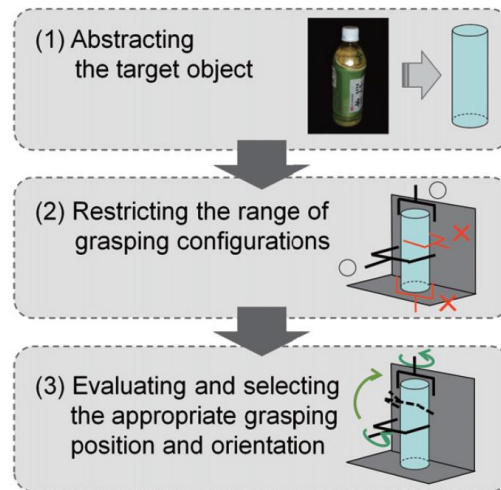 (1) Abstracting
the target object
(2) Restricting the range of
grasping configurations
(3) Evaluating and selecting
the appropriate grasping
position and orientation